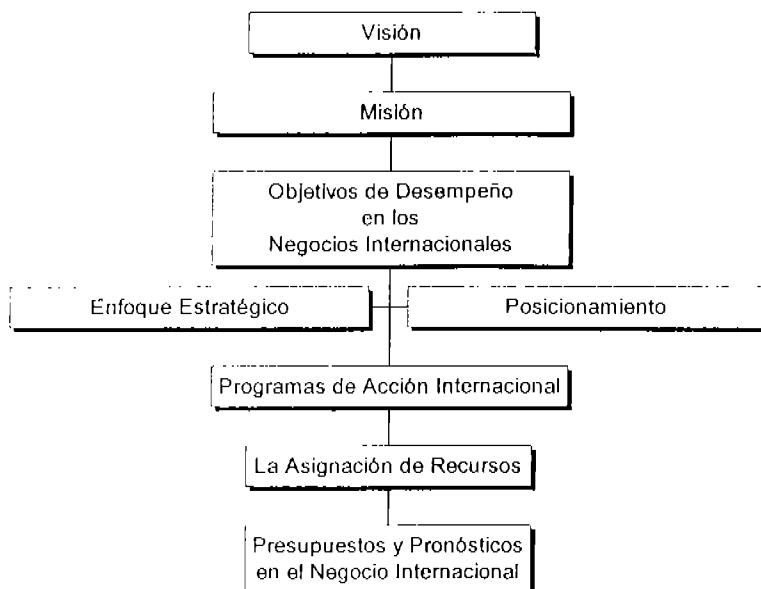 Visión
Misión
Objetivos de Desempeño
en los
Negocios Internacionales
Enfoque Estratégico
Posicionamiento
Programas de Acción Internacional
La Asignación de Recursos
Presupuestos y Pronósticos
en el Negocio Internacional